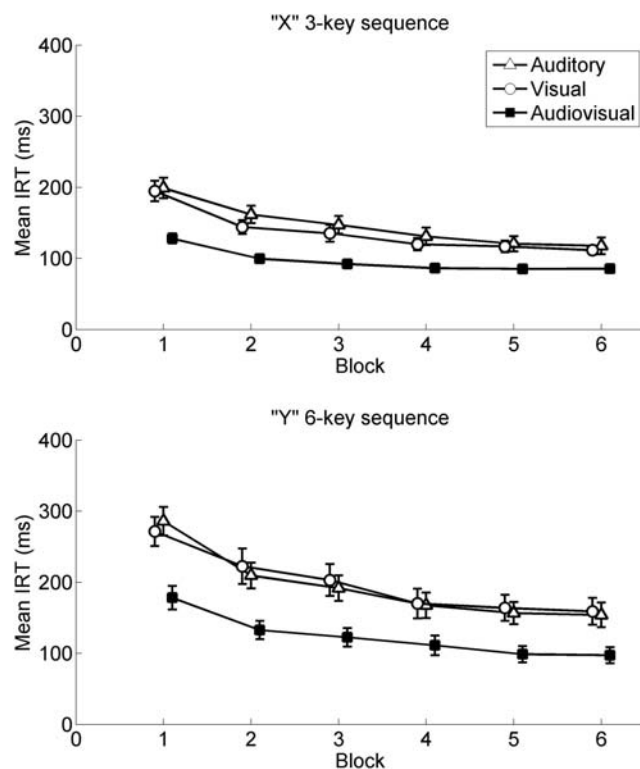 "X" 3-key sequence
400
300
200
100
0
Mean IRT (ms)
Auditory
Visual
Audiovisual
0 1 2 3 4 5 6
Block
"Y" 6-key sequence
400
300
200
100
0
Mean IRT (ms)
0 1 2 3 4 5 6
Block